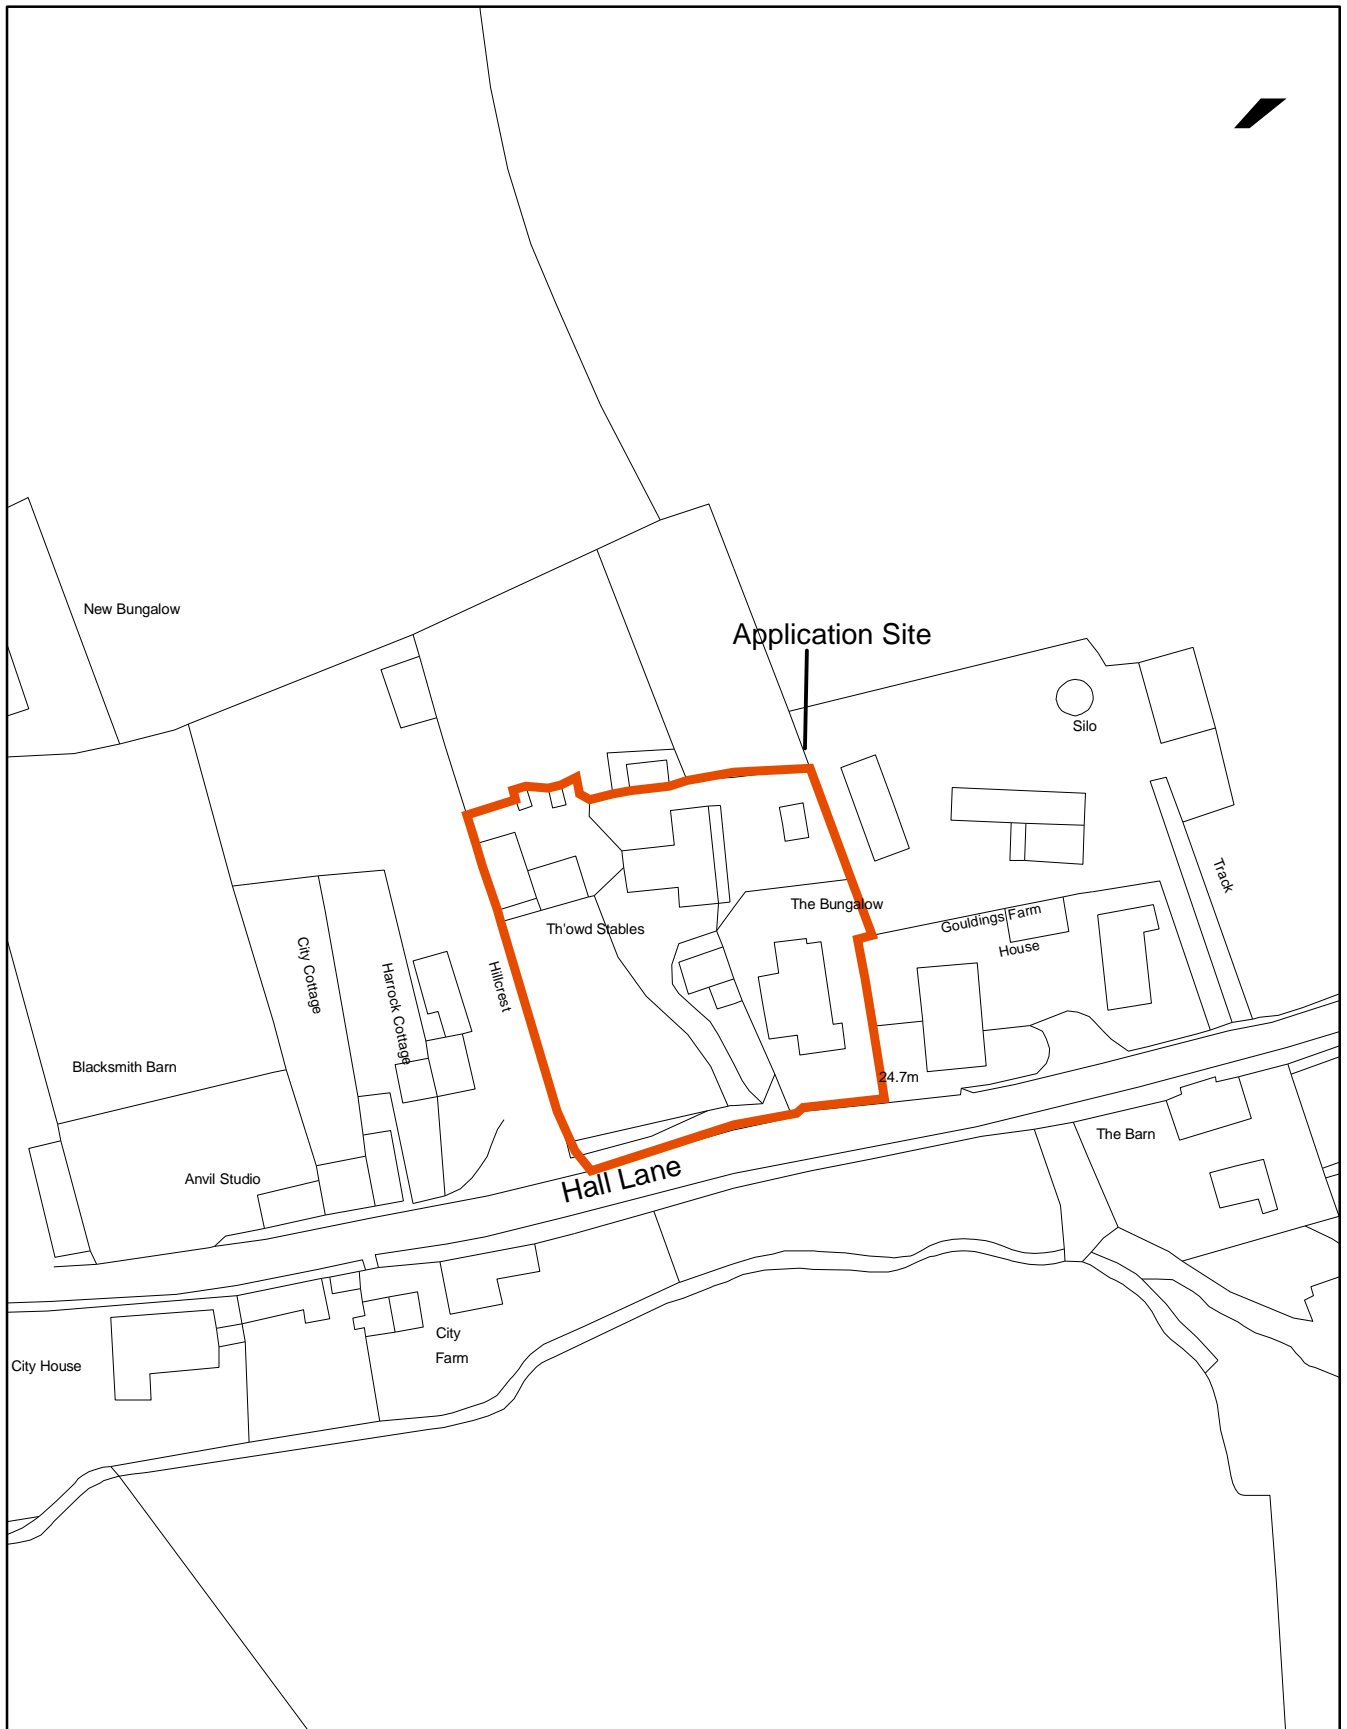 New Bungalow
Application Site
Silo
Track
The Bungalow
Gouldings Farm
House
Th'owd Stables
City Cottage
Harrock Cottage
Hillcrest
Blacksmith Barn
24.7m
The Barn
Anvil Studio
Hall Lane
City
Farm
City House